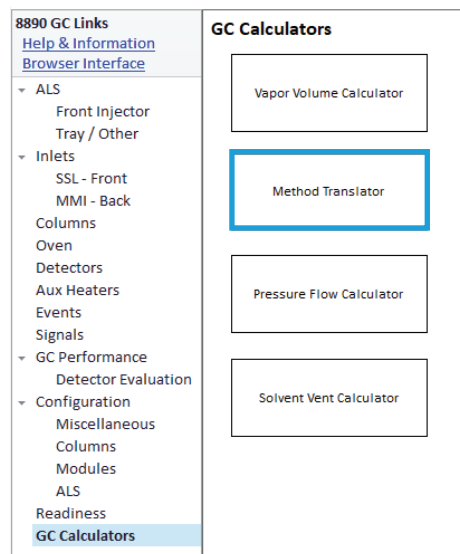 8890 GC Links
Help & Information
Browser Interface
ALS
Front Injector
Tray / Other
Inlets
SSL - Front
MMI - Back
Columns
Oven
Detectors
Aux Heaters
Events
Signals
GC Performance
Detector Evaluation
Configuration
Miscellaneous
Columns
Modules
ALS
Readiness
GC Calculators
GC Calculators
Vapor Volume Calculator
Method Translator
Pressure Flow Calculator
Solvent Vent Calculator